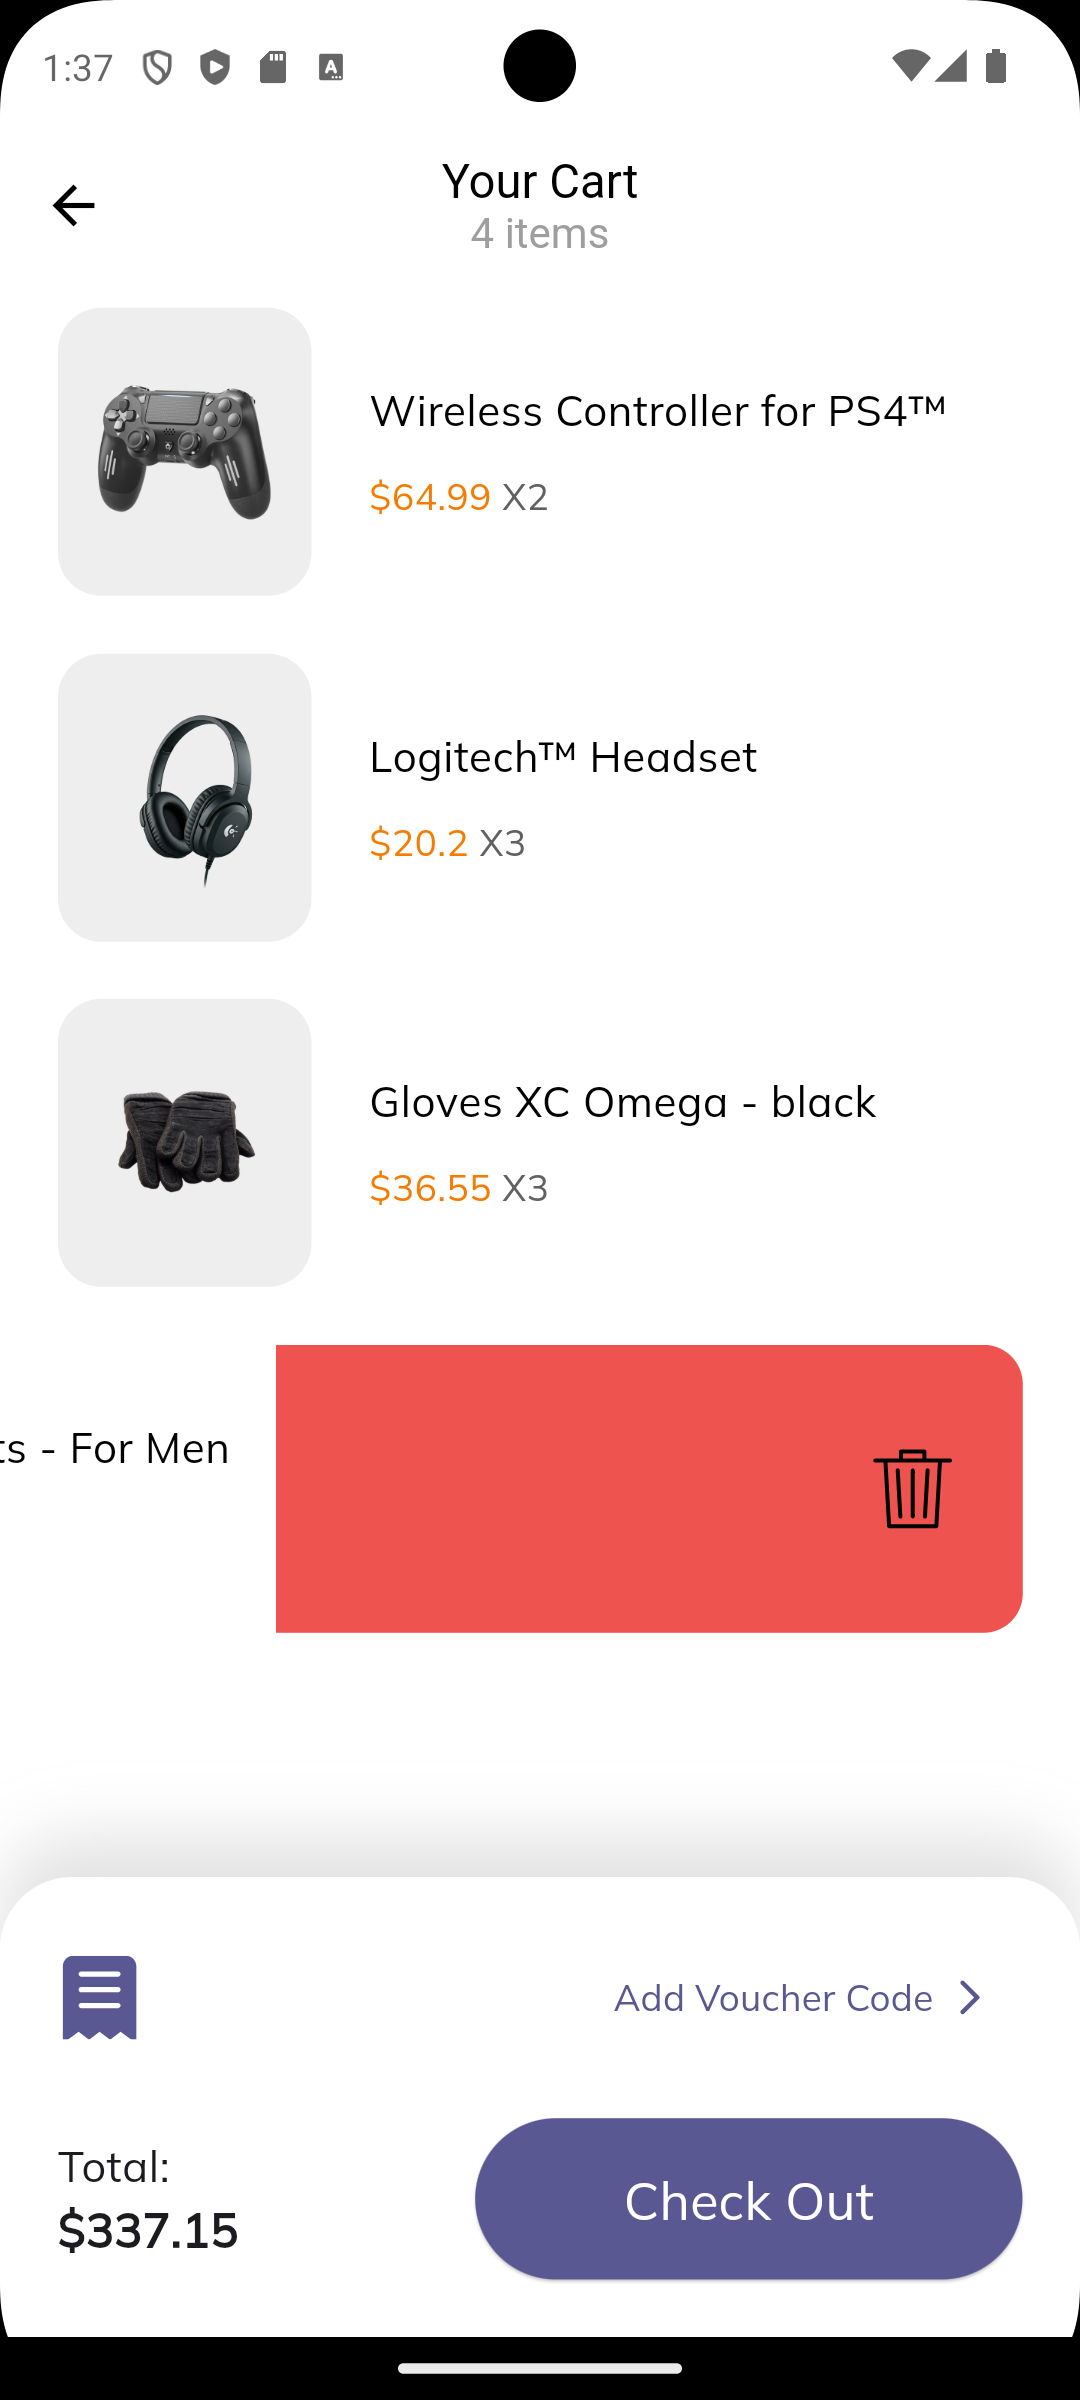 1:37
Your Cart
4 items
Wireless Controller for PS4™
$64.99 X2
Logitech™ Headset
$20.2 X3
Gloves XC Omega - black
$36.55 X3
- For Men
Add Voucher Code
Total:
$337.15
Check Out